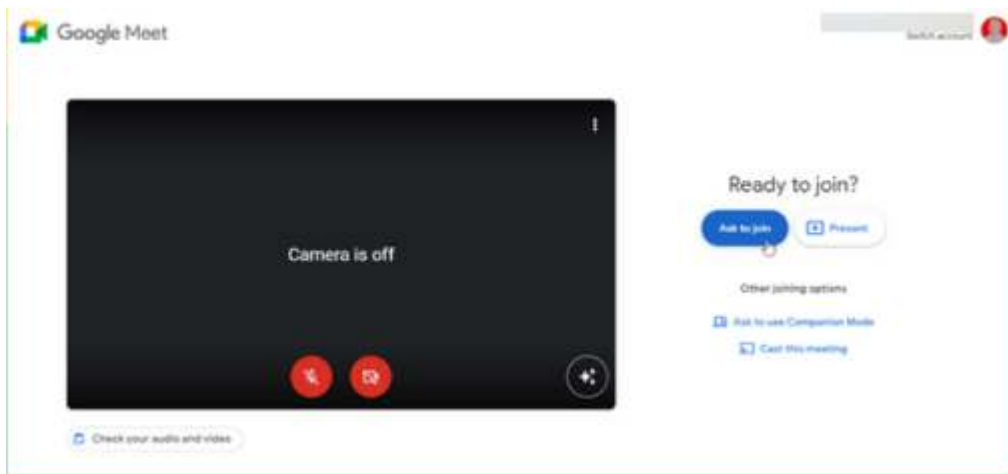 Google Meet
Switch account
Camera is off
Ready to join?
Ask to join
Present
Other joining options
Ask to use Companion Mode
Cast this meeting
Check your audio and video